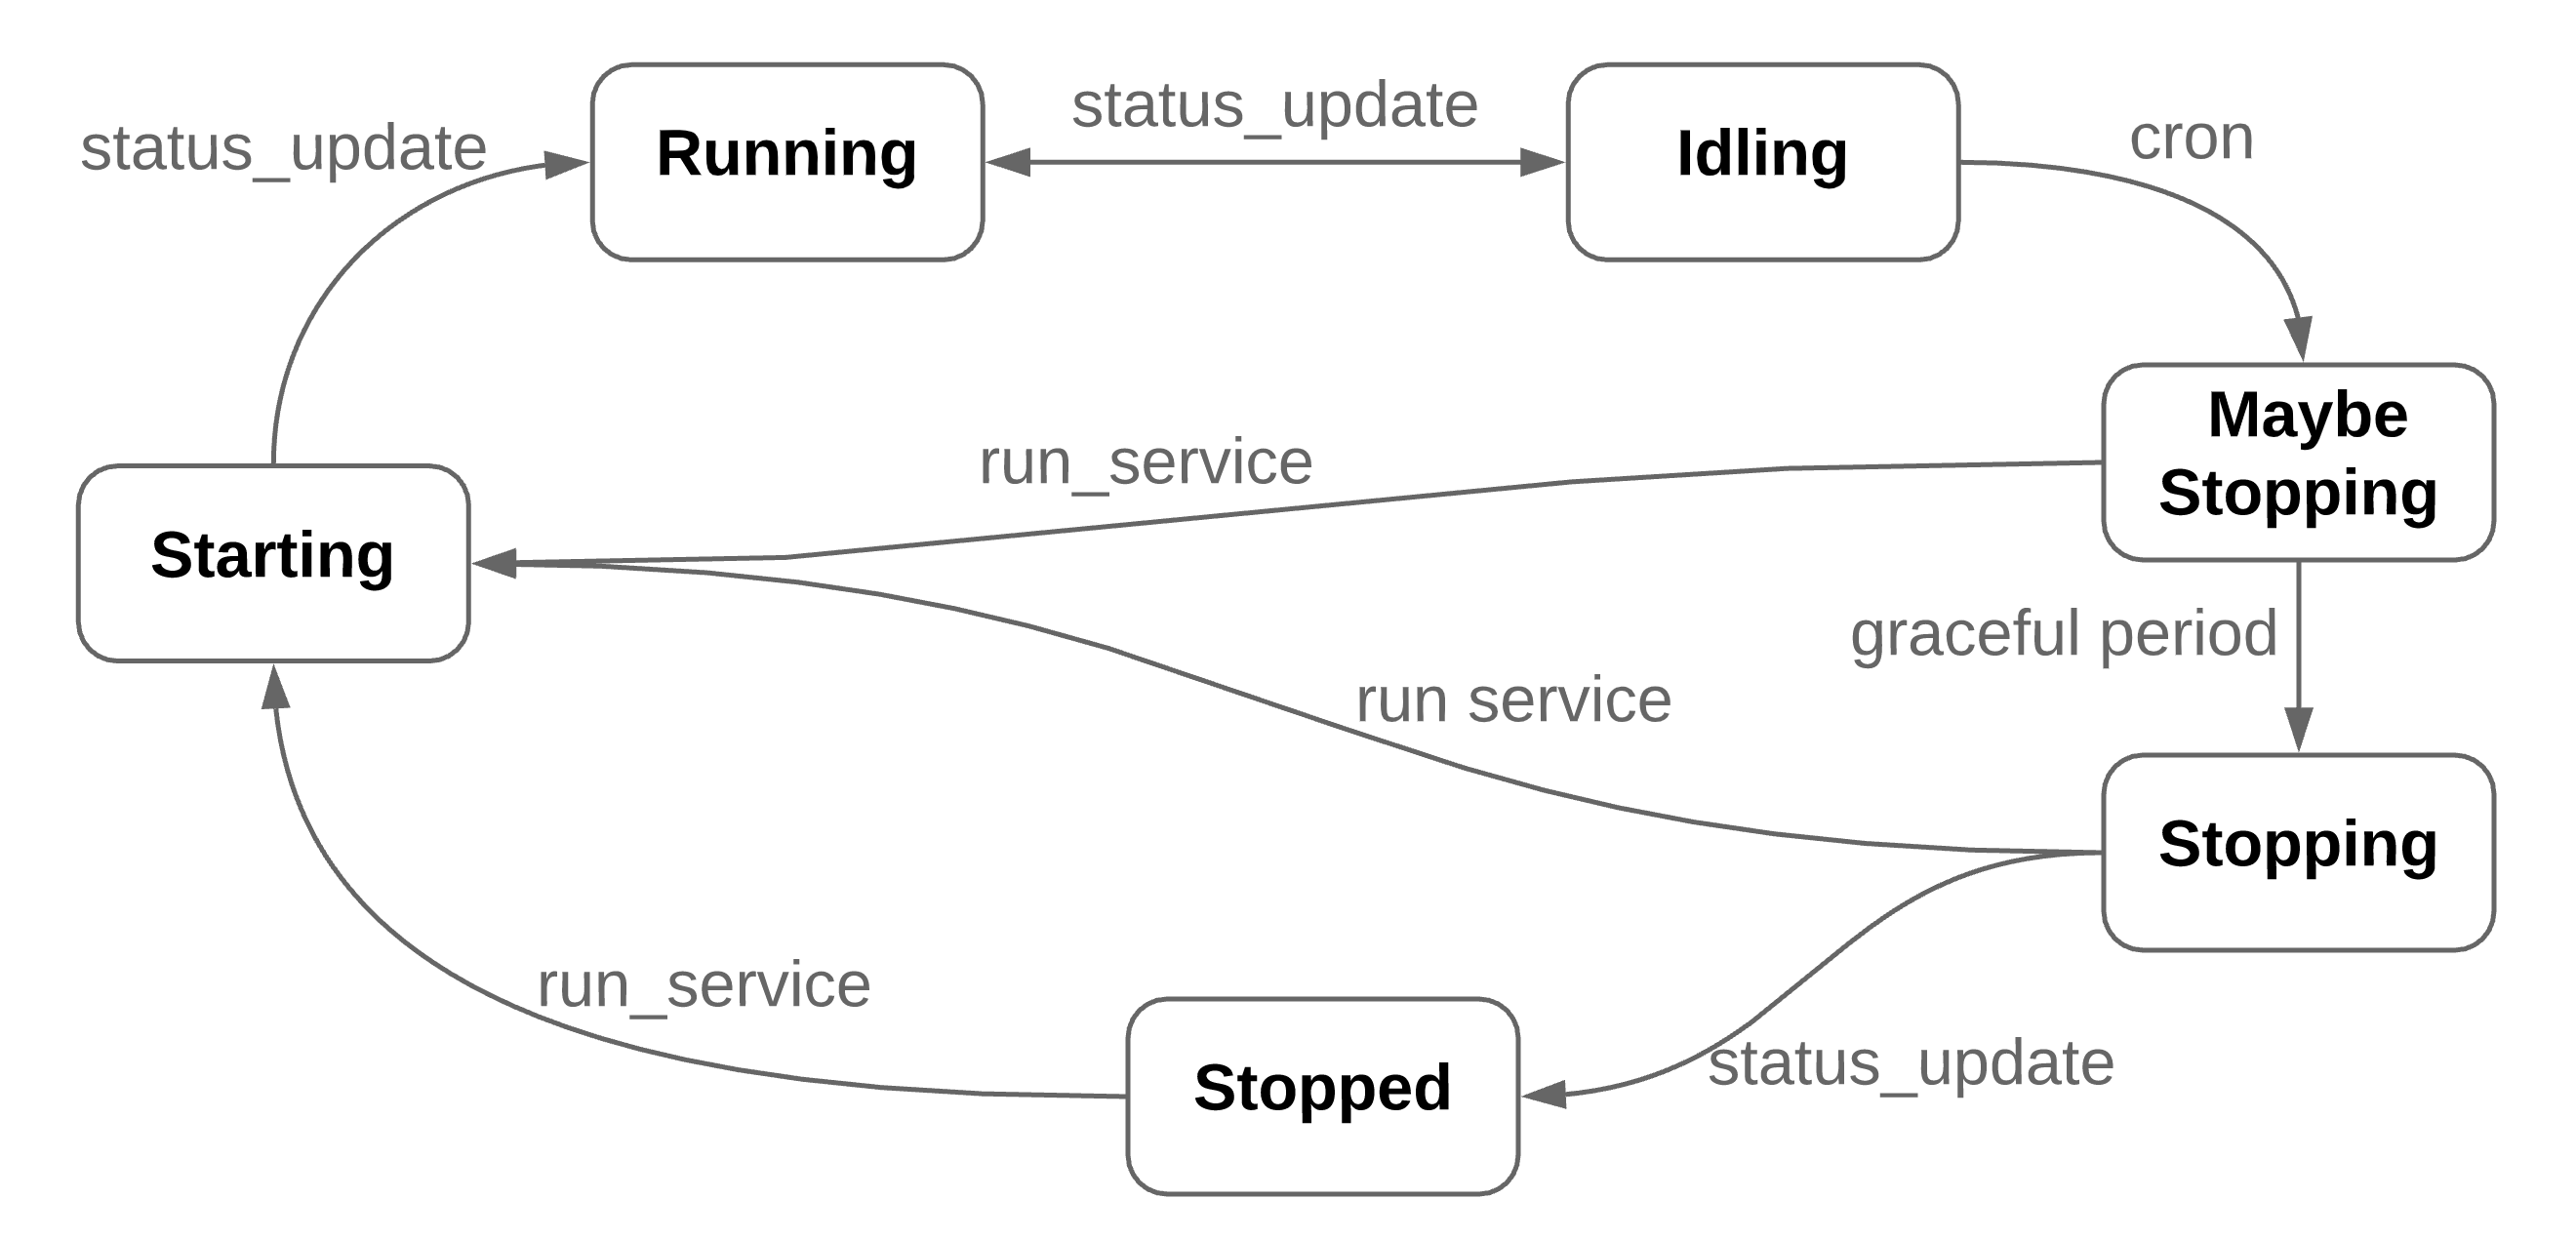 status_update
Running
status_update
Idling
cron
Maybe
Stopping
run_service
Starting
graceful period
run service
Stopping
run_service
Stopped
status_update